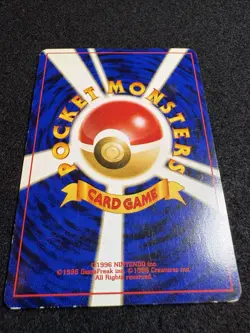 POCKET MONSTERS
CARD GAME
©1996 NINTENDO inc.
©1996 GameFreak inc. ©1996 Creatures inc.
All Rights reserved.